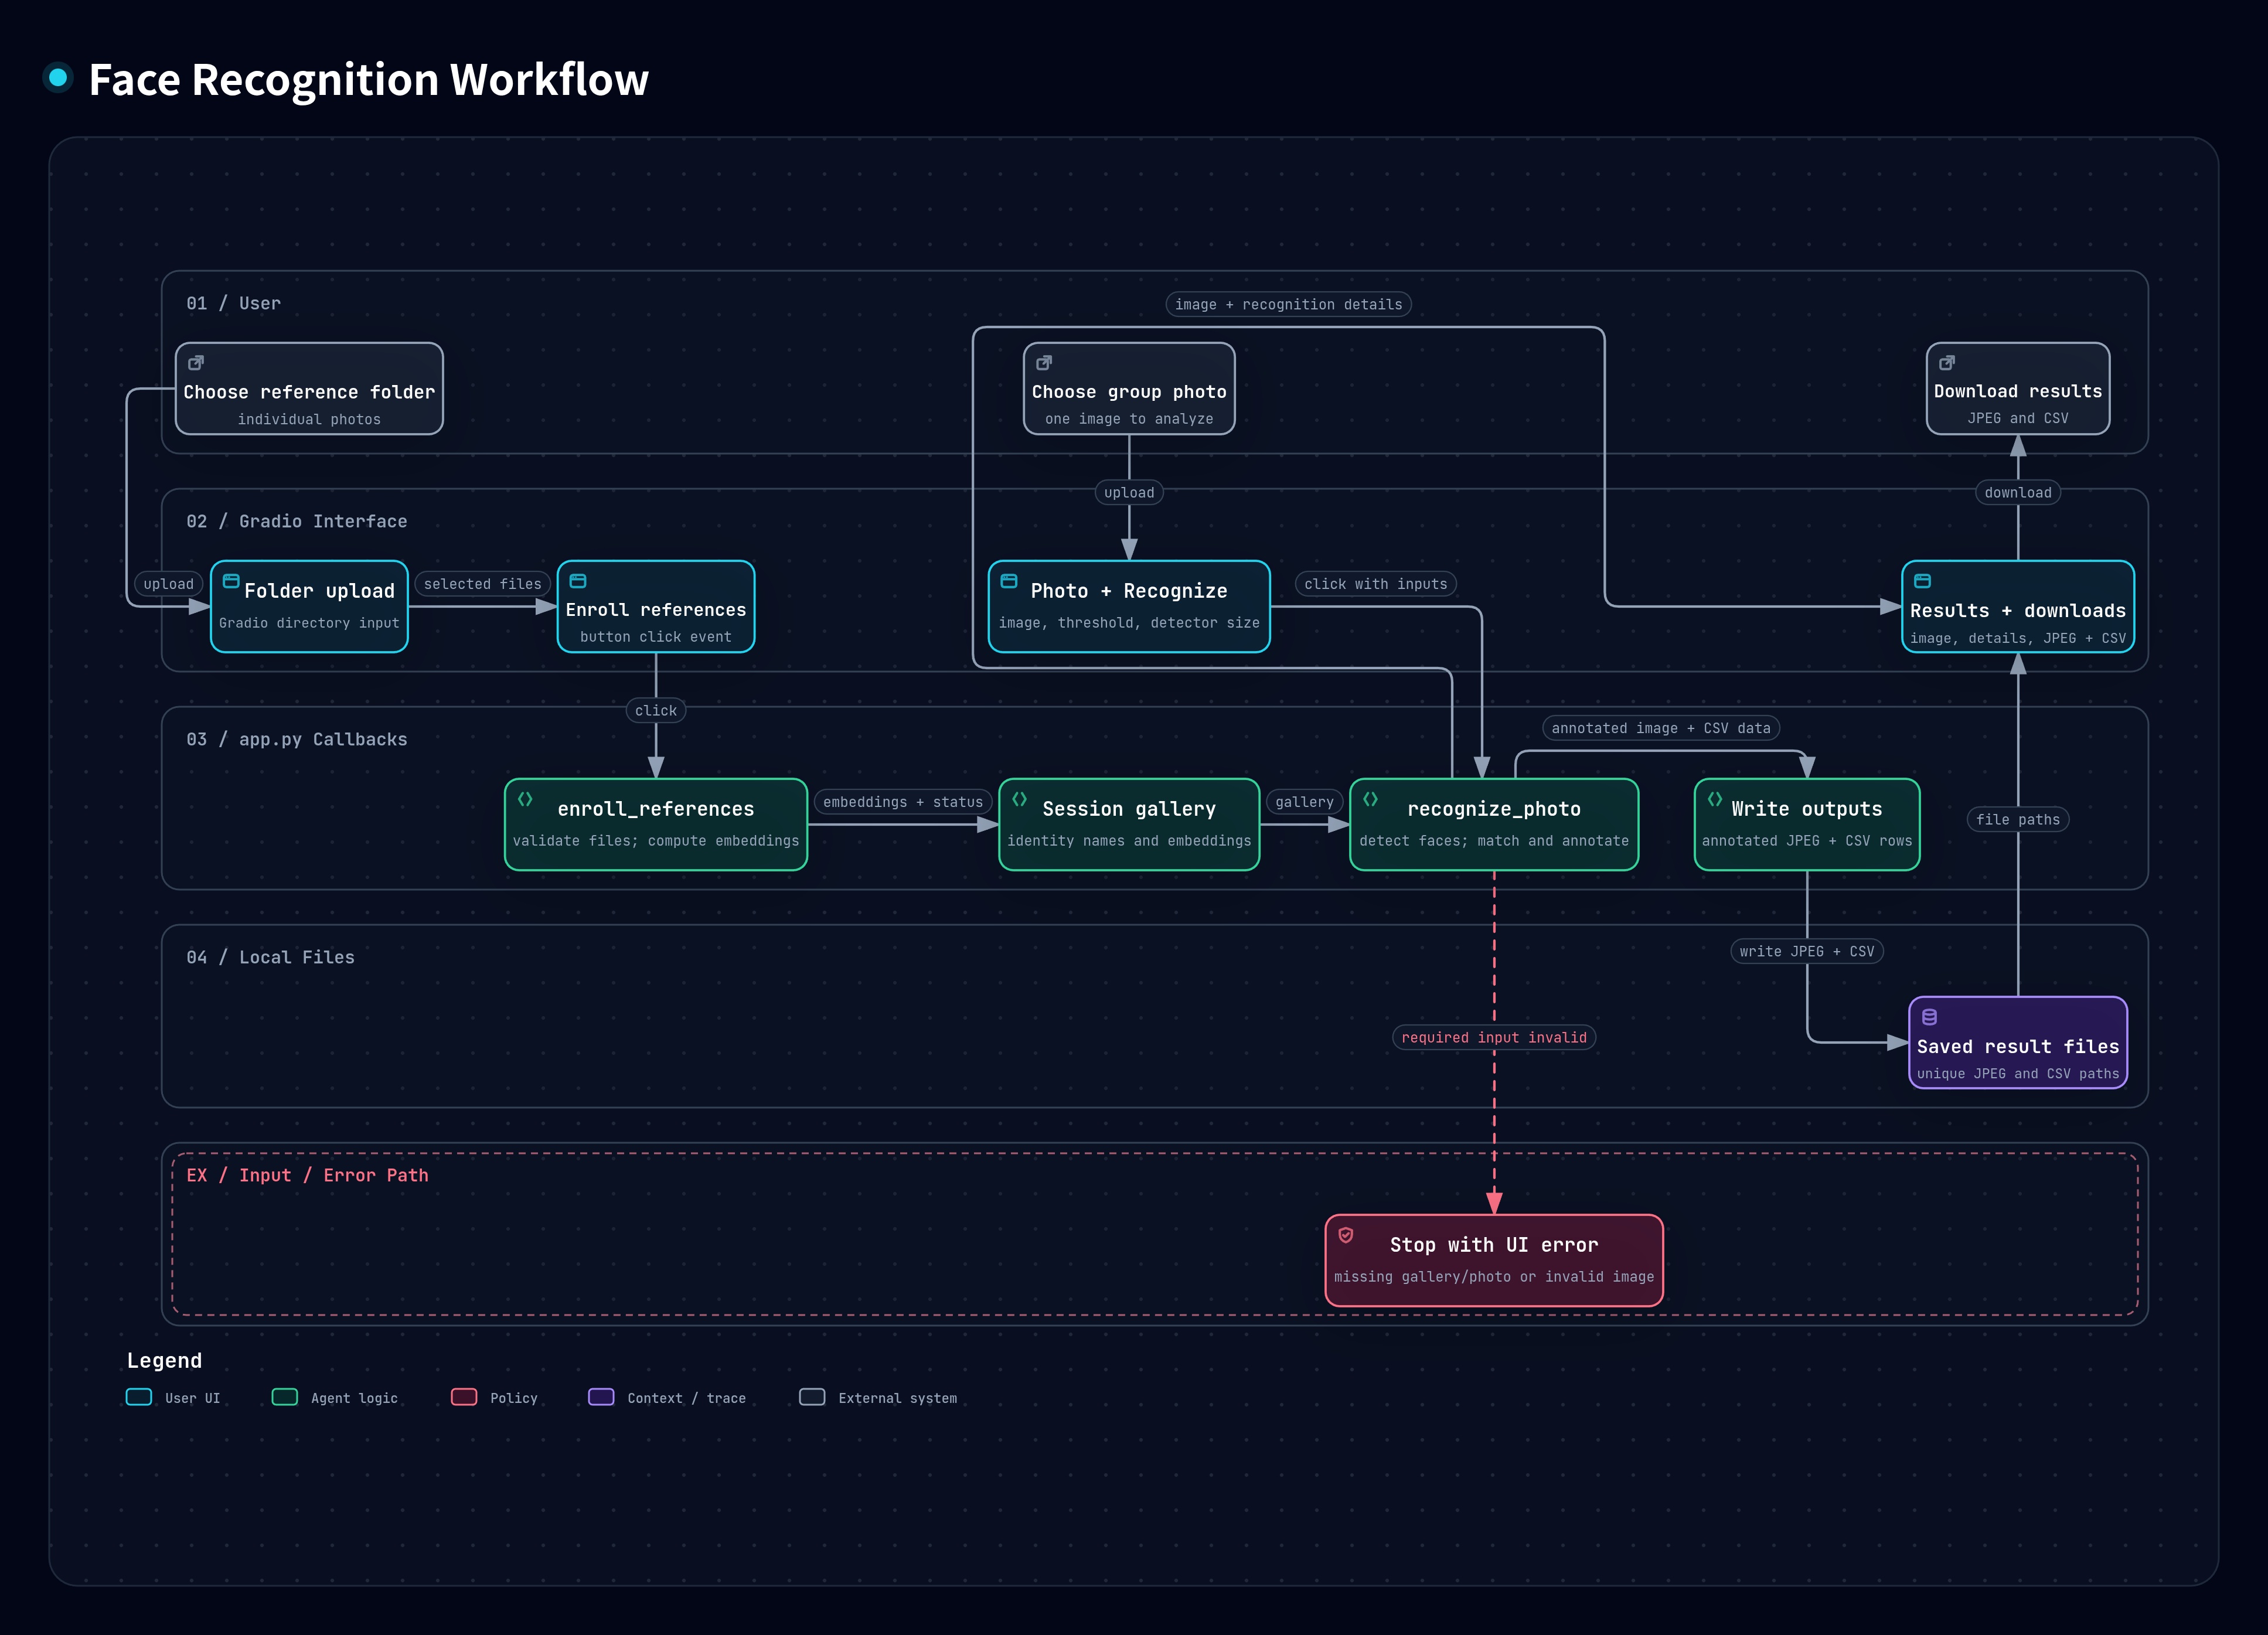 Face Recognition Workflow
01 / User
image + recognition details
Choose reference folder
individual photos
Choose group photo
one image to analyze
Download results
JPEG and CSV
upload
download
02 / Gradio Interface
upload
Folder upload
Gradio directory input
selected files
Enroll references
button click event
Photo + Recognize
image, threshold, detector size
click with inputs
Results + downloads
image, details, JPEG + CSV
click
03 / app.py Callbacks
annotated image + CSV data
enroll_references
validate files; compute embeddings
embeddings + status
Session gallery
identity names and embeddings
gallery
recognize_photo
detect faces; match and annotate
Write outputs
annotated JPEG + CSV rows
file paths
04 / Local Files
write JPEG + CSV
required input invalid
Saved result files
unique JPEG and CSV paths
EX / Input / Error Path
Stop with UI error
missing gallery/photo or invalid image
Legend
User UI
Agent logic
Policy
Context / trace
External system